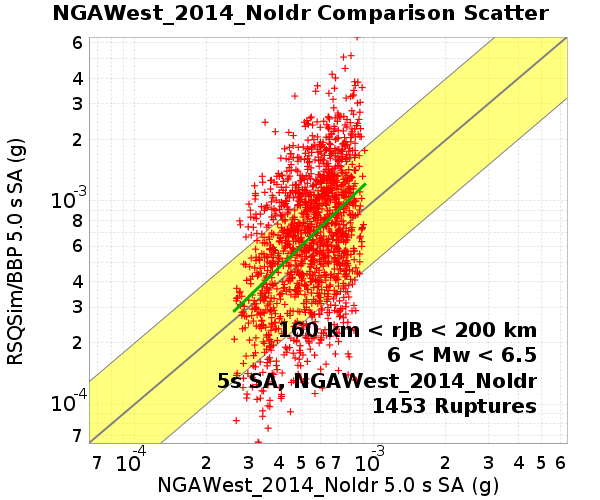 NGAWest_2014_NoIdr Comparison Scatter
6
4
3
2
10-3
8
6
4
3
2
10-4
7
RSQSim/BBP 5.0 s SA (g)
160 km < rJB < 200 km
6 < Mw < 6.5
5s SA, NGAWest_2014_NoIdr
1453 Ruptures
7 10-4 2 3 4 5 6 7 10-3 2 3 4 5 6
NGAWest_2014_NoIdr 5.0 s SA (g)